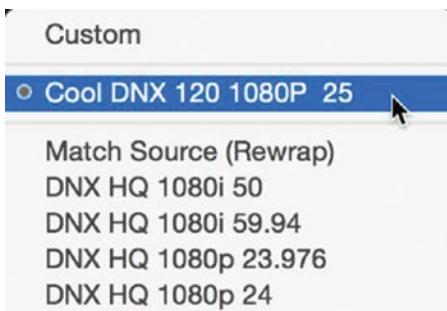 Custom
Cool DNX 120 1080P 25
Match Source (Rewrap)
DNX HQ 1080i 50
DNX HQ 1080i 59.94
DNX HQ 1080p 23.976
DNX HQ 1080p 24